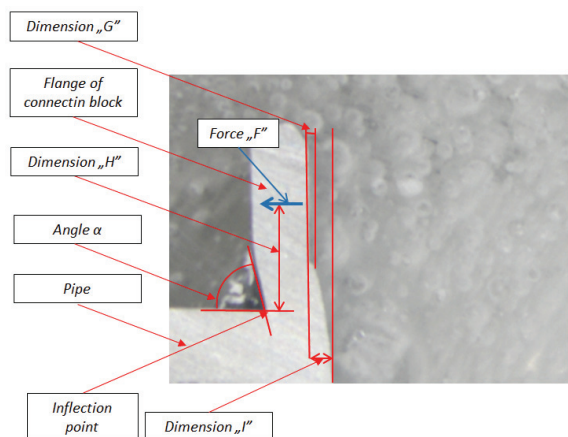 Dimension „G”
Flange of
connectin block
Force „F”
Dimension „H”
Angle α
Pipe
Inflection
point
Dimension „I”